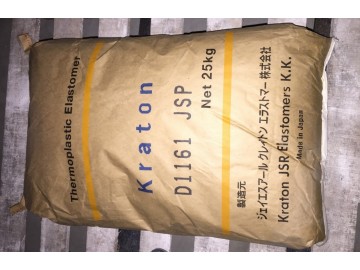 Thermoplastic Elastomer
Kraton
D1161 JSP
Net 25kg
製造元
ジェイエスアール クレイトン エラストマー株式会社
Kraton JSR Elastomers K.K.
Made in Japan